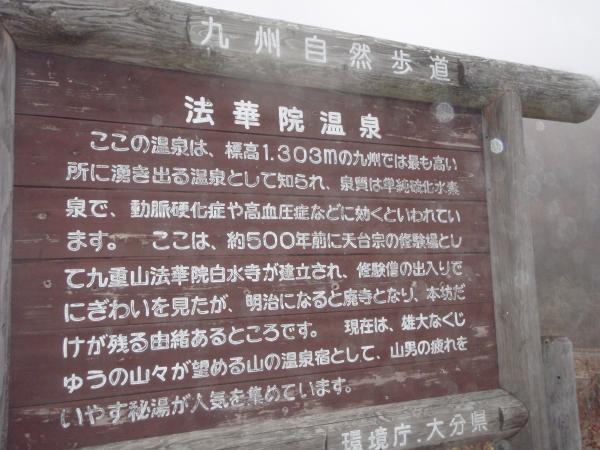 九州自然歩道
法華院温泉
ここの温泉は、標高1.303mの九州では最も高い
所に湧き出る温泉として知られ、泉質は単純硫化水素
泉で、動脈硬化症や高血圧症などに効くといわれてい
ます。 ここは、約500年前に天台宗の修験場とし
て九重山法華院白水寺が建立され、修験僧の出入りで
にぎわいを見たが、明治になると廃寺となり、本坊だ
けが残る由緒あるところです。 現在は、雄大なくじ
ゅうの山々が望める山の温泉宿として、山男の疲れを
いやす秘湯が人気を集めています。
環境庁.大分県